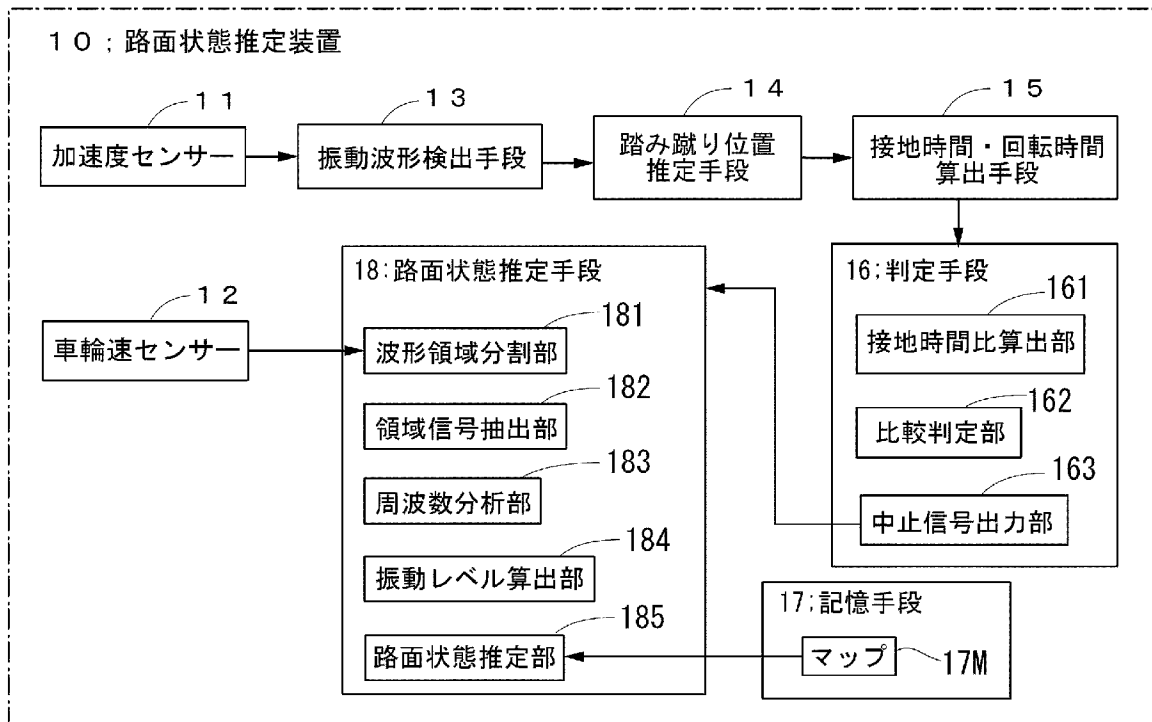 １０；路面状態推定装置
１１
１３
１４
１５
加速度センサー
振動波形検出手段
踏み蹴り位置
推定手段
接地時間・回転時間
算出手段
１２
車輪速センサー
18;路面状態推定手段
181
波形領域分割部
182
領域信号抽出部
183
周波数分析部
184
振動レベル算出部
185
路面状態推定部
16;判定手段
161
接地時間比算出部
162
比較判定部
163
中止信号出力部
17;記憶手段
マップ
17M